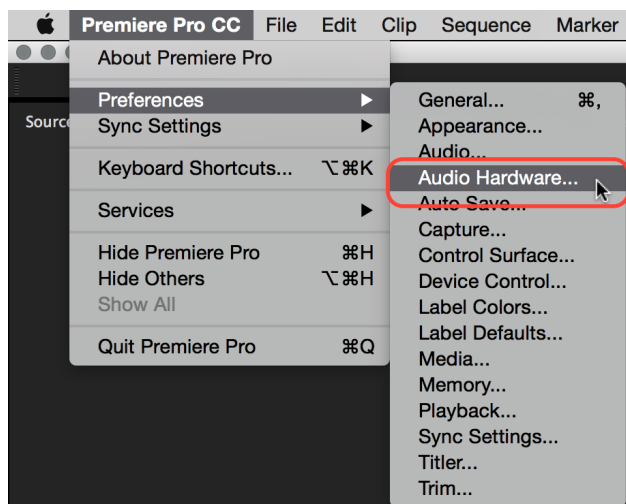 Premiere Pro CC File Edit Clip Sequence Marker
About Premiere Pro
Preferences ▶
Sync Settings ▶
Keyboard Shortcuts... ⌥⌘K
Services ▶
Hide Premiere Pro ⌘H
Hide Others ⌥⌘H
Show All
Quit Premiere Pro ⌘Q
Source
General... ⌘,
Appearance...
Audio...
Audio Hardware...
Auto Save...
Capture...
Control Surface...
Device Control...
Label Colors...
Label Defaults...
Media...
Memory...
Playback...
Sync Settings...
Titler...
Trim...